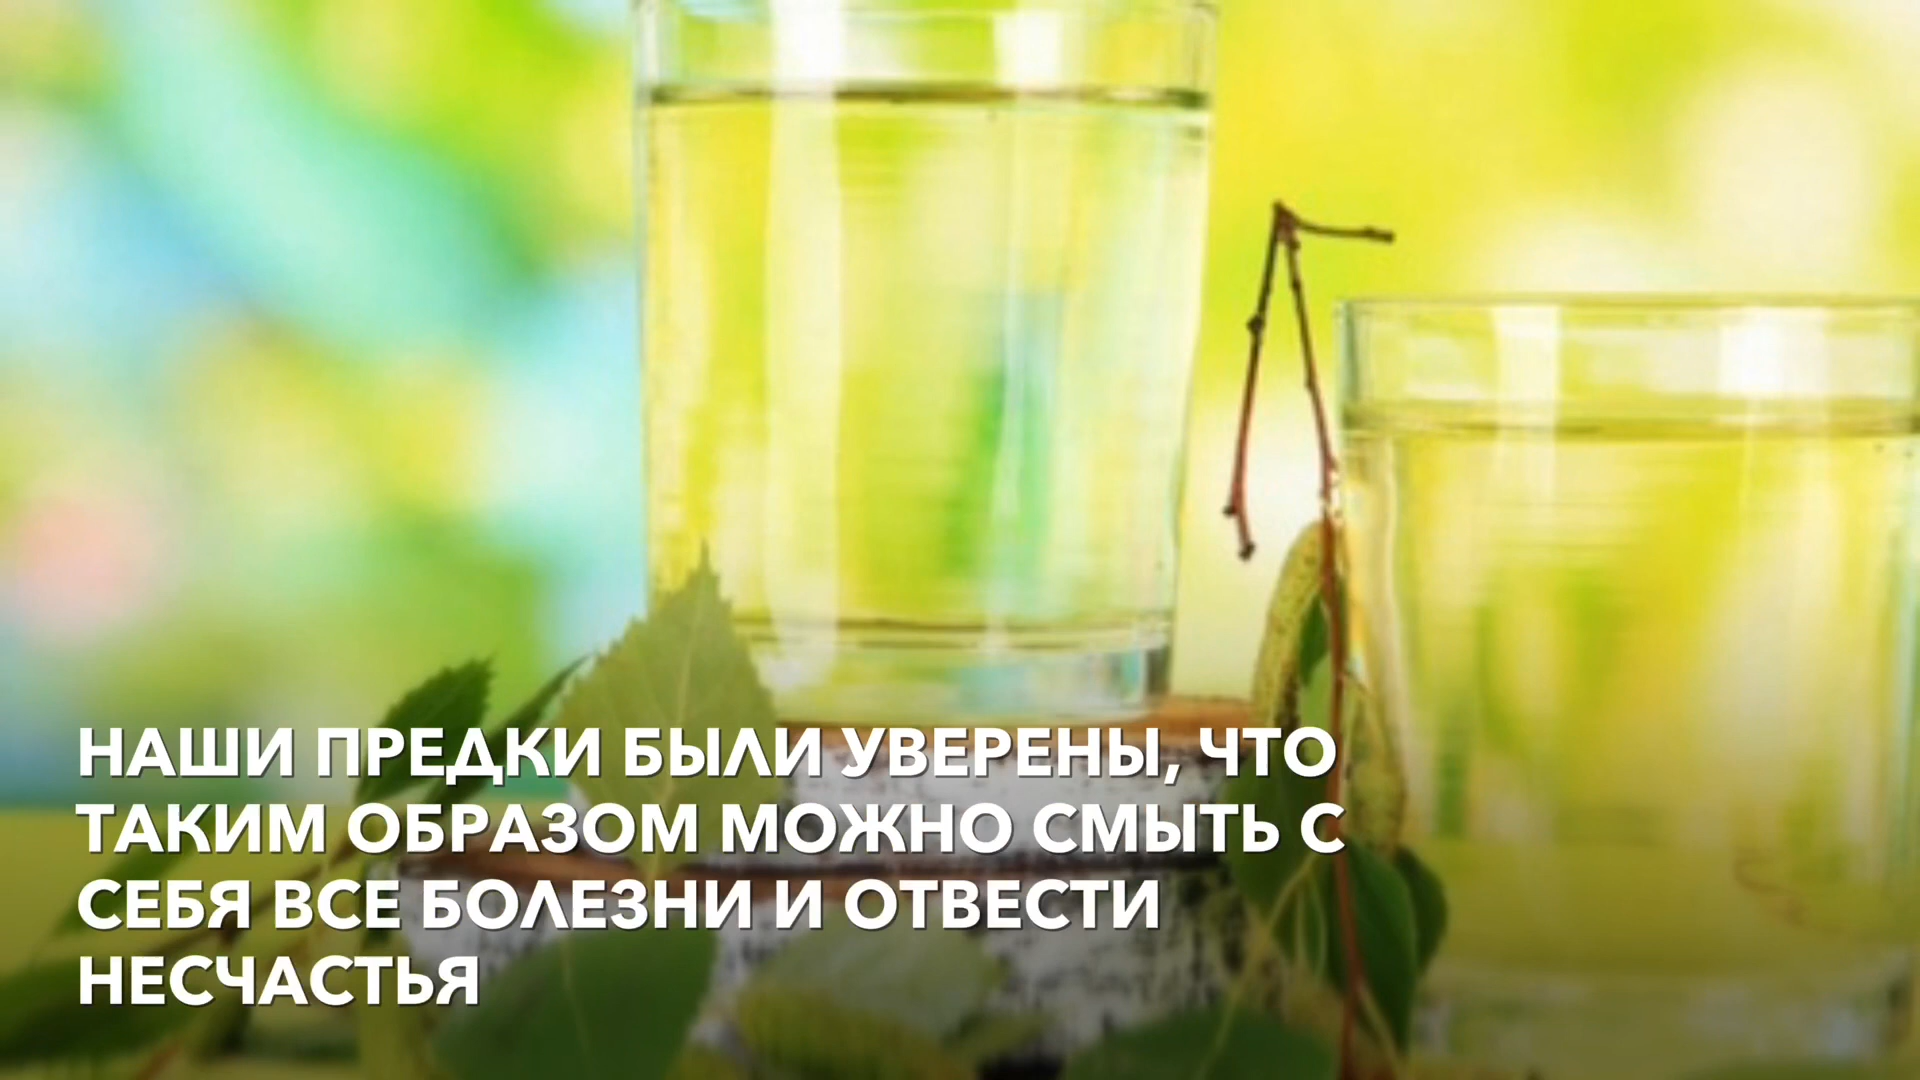 НАШИ ПРЕДКИ БЫЛИ УВЕРЕНЫ, ЧТО
ТАКИМ ОБРАЗОМ МОЖНО СМЫТЬ С
СЕБЯ ВСЕ БОЛЕЗНИ И ОТВЕСТИ
НЕСЧАСТЬЯ